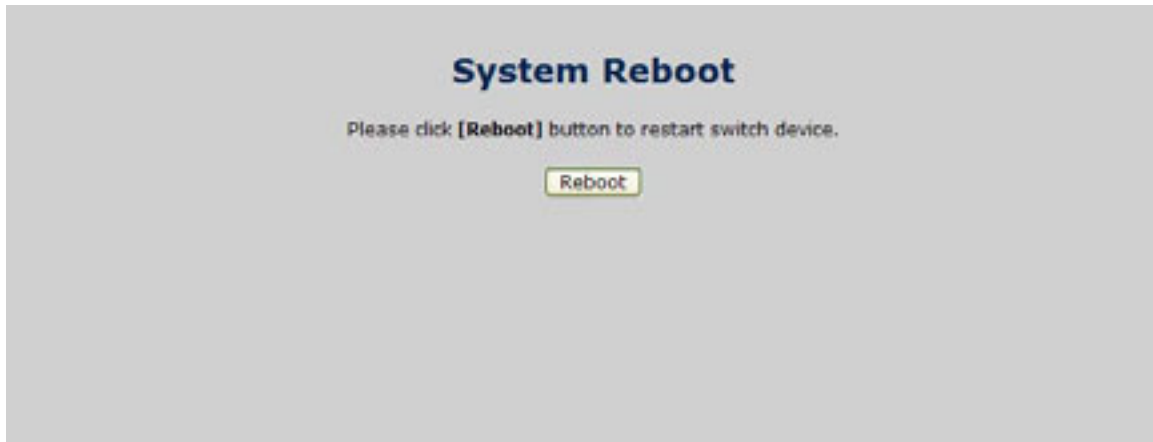 System Reboot
Please click [Reboot] button to restart switch device.
Reboot